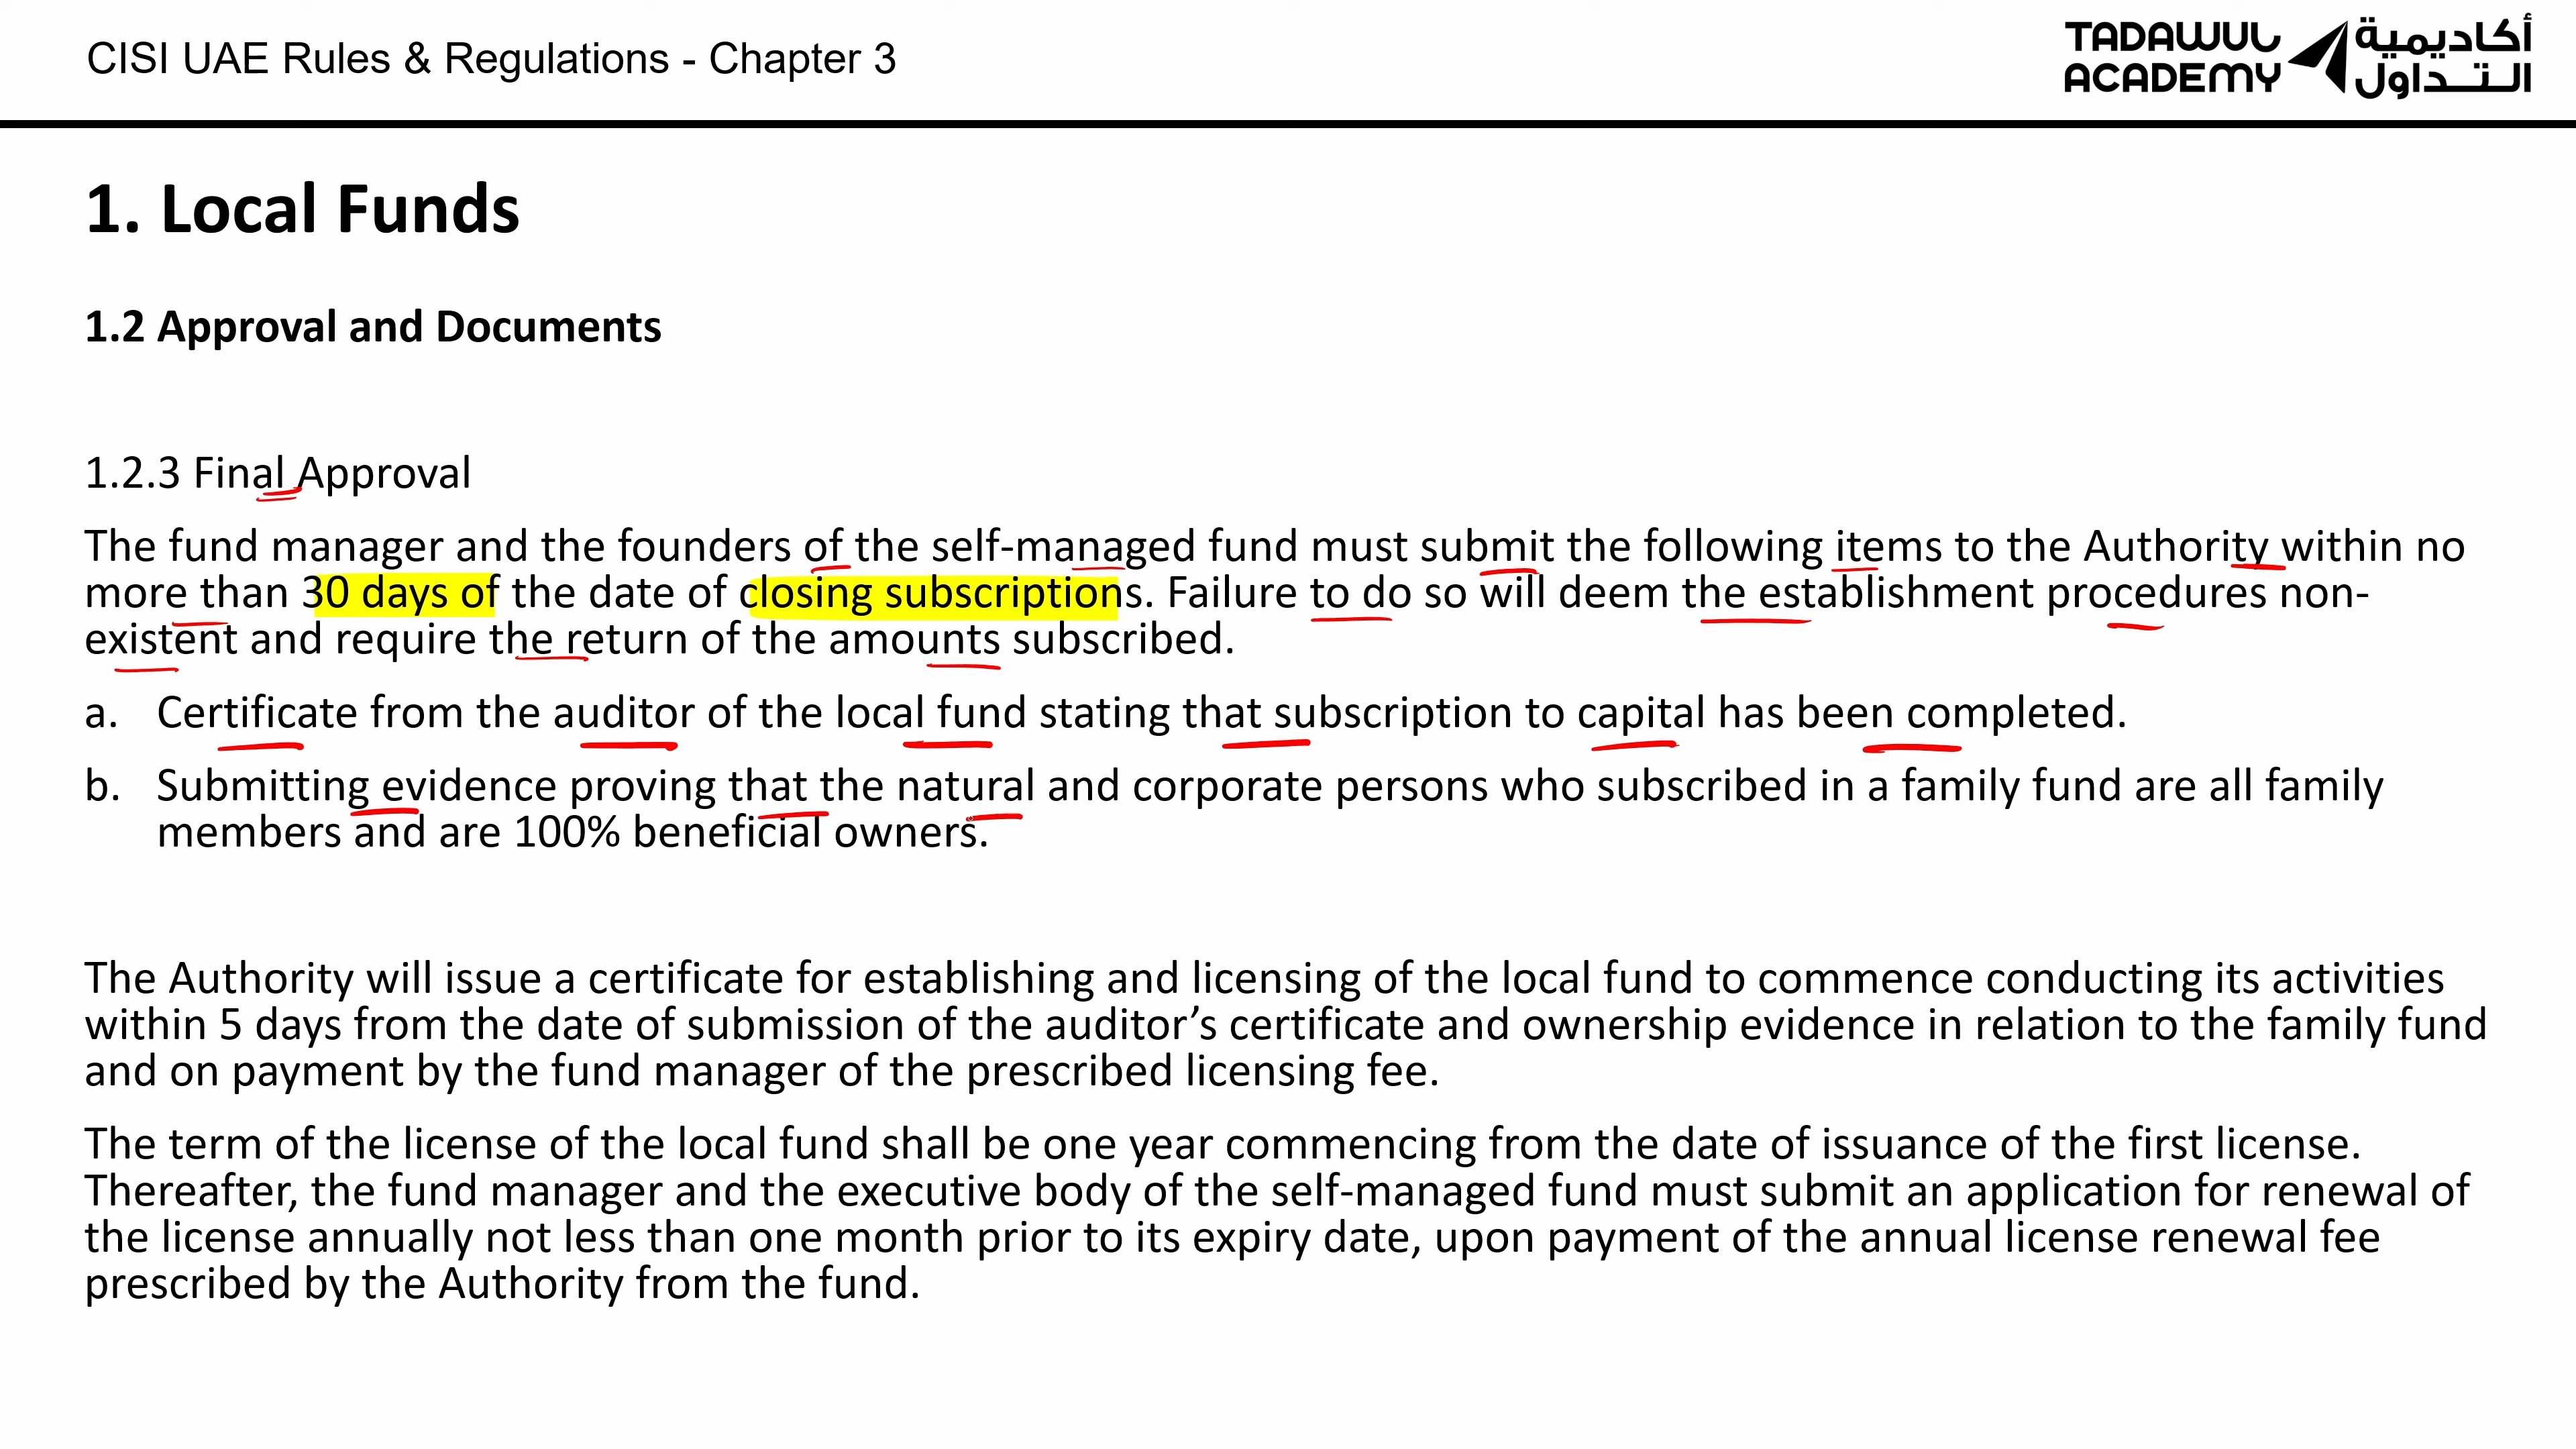 CISI UAE Rules & Regulations - Chapter 3
TADAWUL
ACADEMY
أكاديمية
التداول
1. Local Funds
1.2 Approval and Documents
1.2.3 Final Approval
The fund manager and the founders of the self-managed fund must submit the following items to the Authority within no
more than 30 days of the date of closing subscriptions. Failure to do so will deem the establishment procedures non-
existent and require the return of the amounts subscribed.
a. Certificate from the auditor of the local fund stating that subscription to capital has been completed.
b. Submitting evidence proving that the natural and corporate persons who subscribed in a family fund are all family
members and are 100% beneficial owners.
The Authority will issue a certificate for establishing and licensing of the local fund to commence conducting its activities
within 5 days from the date of submission of the auditor’s certificate and ownership evidence in relation to the family fund
and on payment by the fund manager of the prescribed licensing fee.
The term of the license of the local fund shall be one year commencing from the date of issuance of the first license.
Thereafter, the fund manager and the executive body of the self-managed fund must submit an application for renewal of
the license annually not less than one month prior to its expiry date, upon payment of the annual license renewal fee
prescribed by the Authority from the fund.